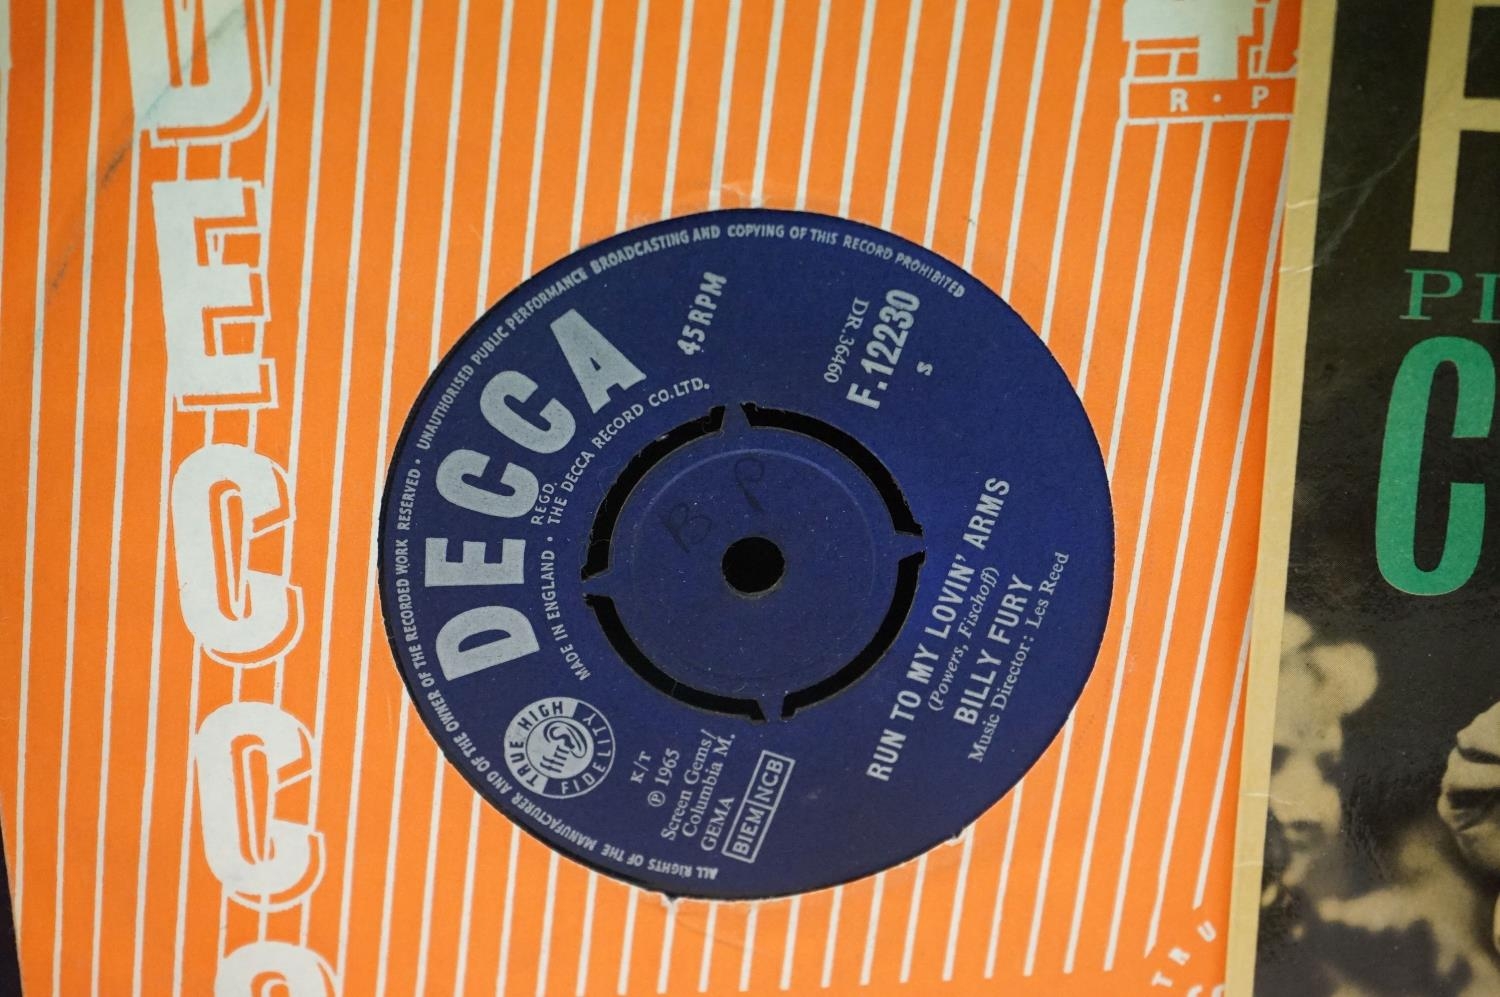 DECCA
R · P
ALL RIGHTS OF THE MANUFACTURER AND OF THE OWNER OF THE RECORDED WORK RESERVED · UNAUTHORISED PUBLIC PERFORMANCE BROADCASTING AND COPYING OF THIS RECORD PROHIBITED
DECCA
REGD.
MADE IN ENGLAND · THE DECCA RECORD CO. LTD.
TRUE HIGH
FIDELITY
45 RPM
DR. 36460
F.12230
S
K/T
℗ 1965
Screen Gems/
Columbia M.
GEMA
BIEM/NCB
B P
RUN TO MY LOVIN' ARMS
(Powers, Fischoff)
BILLY FURY
Music Director: Les Reed
TRU